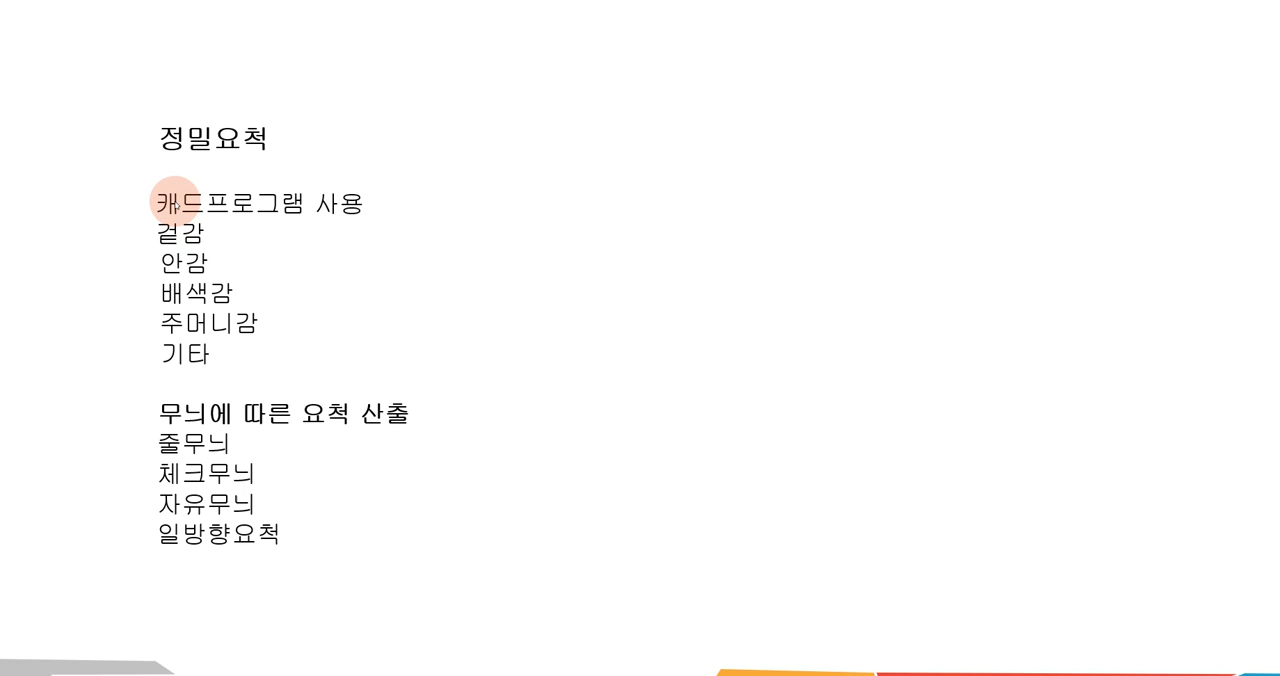 정밀요척
캐드프로그램 사용
겉감
안감
배색감
주머니감
기타
무늬에 따른 요척 산출
줄무늬
체크무늬
자유무늬
일방향요척